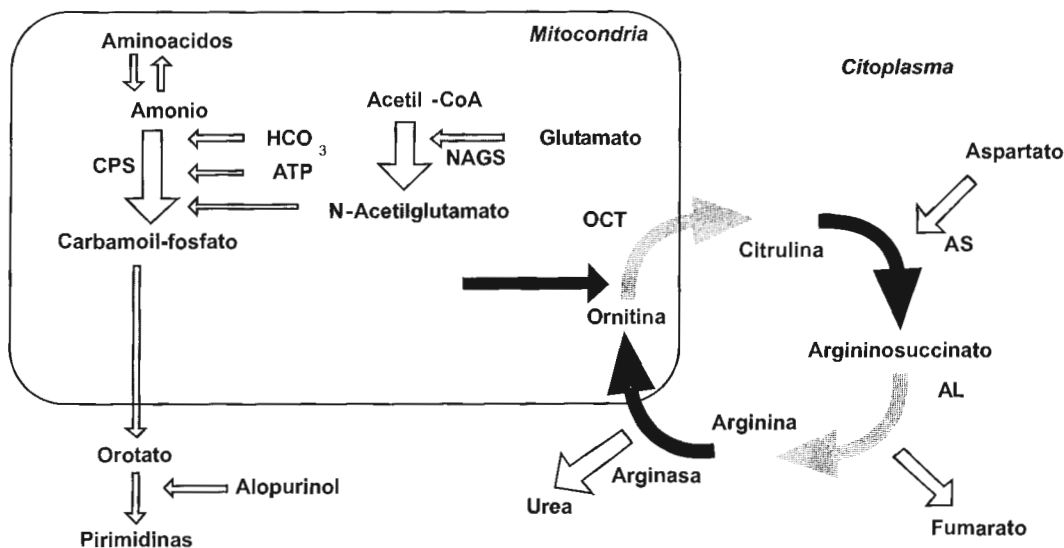 Mitocondria
Aminoacidos
Citoplasma
Amonio
Acetil -CoA
HCO 3
Glutamato
NAGS
CPS
ATP
Aspartato
N-Acetilglutamato
OCT
Carbamoil-fosfato
Citrulina
AS
Ornitina
Argininosuccinato
AL
Arginina
Orotato
Arginasa
Alopurinol
Urea
Fumarato
Pirimidinas